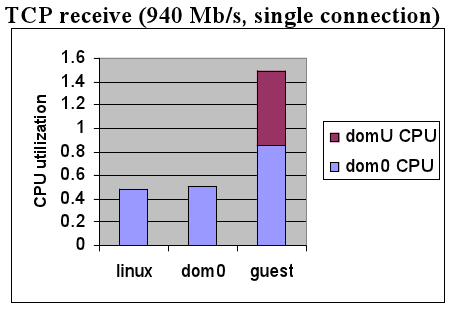 TCP receive (940 Mb/s, single connection)
CPU utilization
1.6
1.4
1.2
1
0.8
0.6
0.4
0.2
0
linux dom0 guest
domU CPU
dom0 CPU